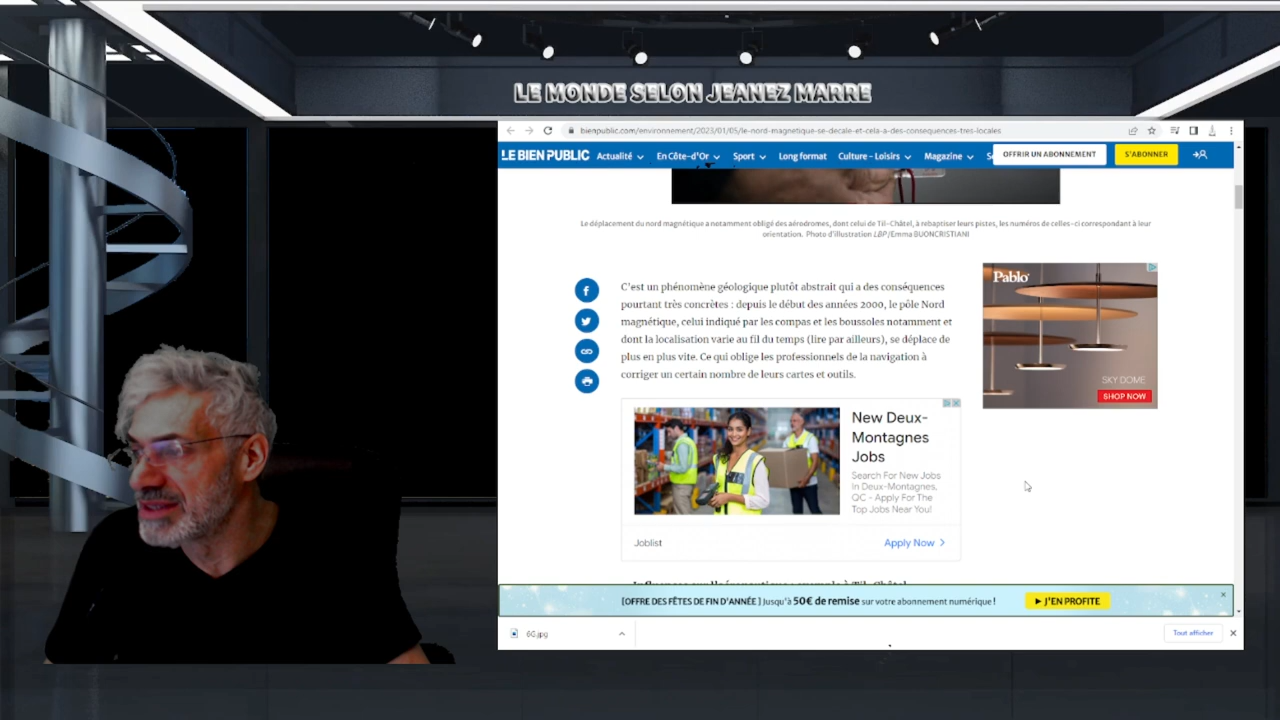 LE MONDE SELON JEANEZ MARRE
bienpublic.com/environnement/2023/01/05/le-nord-magnetique-se-decale-et-cela-a-des-consequences-tres-locales
LE BIEN PUBLIC Actualité En Côte-d'Or Sport Long format Culture - Loisirs Magazine OFFRIR UN ABONNEMENT S'ABONNER
Le déplacement du nord magnétique a notamment obligé des aérodromes, dont celui de Til-Châtel, à rebaptiser leurs pistes, les numéros de celles-ci correspondant à leur
orientation. Photo d'illustration LBP/Emma BUONCRISTIANI
C'est un phénomène géologique plutôt abstrait qui a des conséquences
pourtant très concrètes : depuis le début des années 2000, le pôle Nord
magnétique, celui indiqué par les compas et les boussoles notamment et
dont la localisation varie au fil du temps (lire par ailleurs), se déplace de
plus en plus vite. Ce qui oblige les professionnels de la navigation à
corriger un certain nombre de leurs cartes et outils.
Pablo
SKY DOME
SHOP NOW
New Deux-
Montagnes
Jobs
Search For New Jobs
In Deux-Montagnes,
QC - Apply For The
Top Jobs Near You!
Joblist
Apply Now
[OFFRE DES FÊTES DE FIN D'ANNÉE ] Jusqu'à 50€ de remise sur votre abonnement numérique !
J'EN PROFITE
6G.jpg
Tout afficher